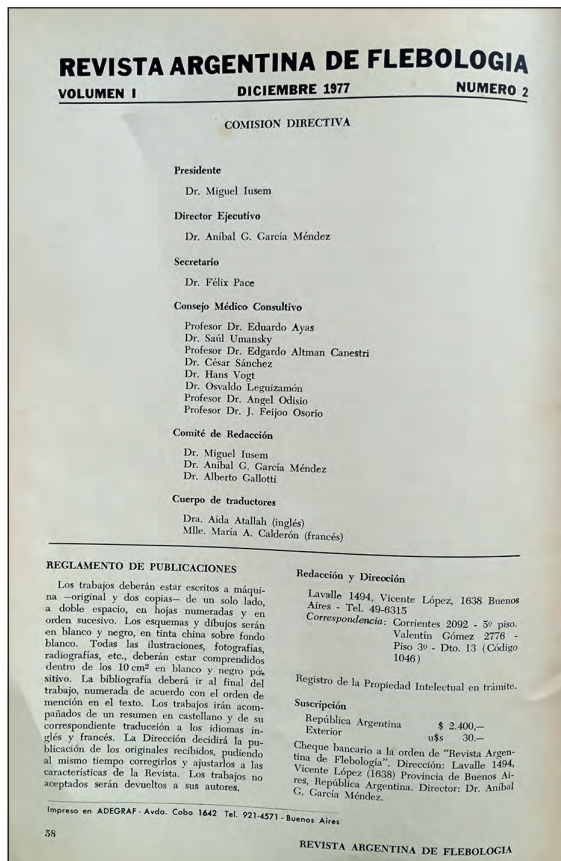 REVISTA ARGENTINA DE FLEBOLOGIA
VOLUMEN I DICIEMBRE 1977 NUMERO 2
COMISION DIRECTIVA
Presidente
Dr. Miguel Iusem
Director Ejecutivo
Dr. Aníbal G. García Méndez
Secretario
Dr. Félix Pace
Consejo Médico Consultivo
Profesor Dr. Eduardo Ayas
Dr. Saúl Umansky
Profesor Dr. Edgardo Altman Canestri
Dr. César Sánchez
Dr. Hans Vogt
Dr. Osvaldo Leguizamón
Profesor Dr. Angel Odisio
Profesor Dr. J. Feijoo Osorio
Comité de Redacción
Dr. Miguel Iusem
Dr. Aníbal G. García Méndez
Dr. Alberto Gallotti
Cuerpo de traductores
Dra. Aída Atallah (inglés)
Mlle. María A. Calderón (francés)
REGLAMENTO DE PUBLICACIONES
Los trabajos deberán estar escritos a máqui-
na —original y dos copias— de un solo lado,
a doble espacio, en hojas numeradas y en
orden sucesivo. Los esquemas y dibujos serán
en blanco y negro, en tinta china sobre fondo
blanco. Todas las ilustraciones, fotografías,
radiografías, etc., deberán estar comprendidos
dentro de los 10 cm² en blanco y negro po-
sitivo. La bibliografía deberá ir al final del
trabajo, numerada de acuerdo con el orden de
mención en el texto. Los trabajos irán acom-
pañados de un resumen en castellano y de su
correspondiente traducción a los idiomas in-
glés y francés. La Dirección decidirá la pu-
blicación de los originales recibidos, pudiendo
al mismo tiempo corregirlos y ajustarlos a las
características de la Revista. Los trabajos no
aceptados serán devueltos a sus autores.
Redacción y Dirección
Lavalle 1494, Vicente López, 1638 Buenos
Aires - Tel. 49-6315
Correspondencia: Corrientes 2092 - 5º piso.
Valentín Gómez 2776 -
Piso 3º - Dto. 13 (Código
1046)
Registro de la Propiedad Intelectual en trámite.
Suscripción
República Argentina $ 2.400,—
Exterior u$s 30.—
Cheque bancario a la orden de "Revista Argen-
tina de Flebología". Dirección: Lavalle 1494,
Vicente López (1638) Provincia de Buenos Ai-
res, República Argentina. Director: Dr. Aníbal
G. García Méndez.
Impreso en ADEGRAF - Avda. Cobo 1642 Tel. 921-4571 - Buenos Aires
58
REVISTA ARGENTINA DE FLEBOLOGIA